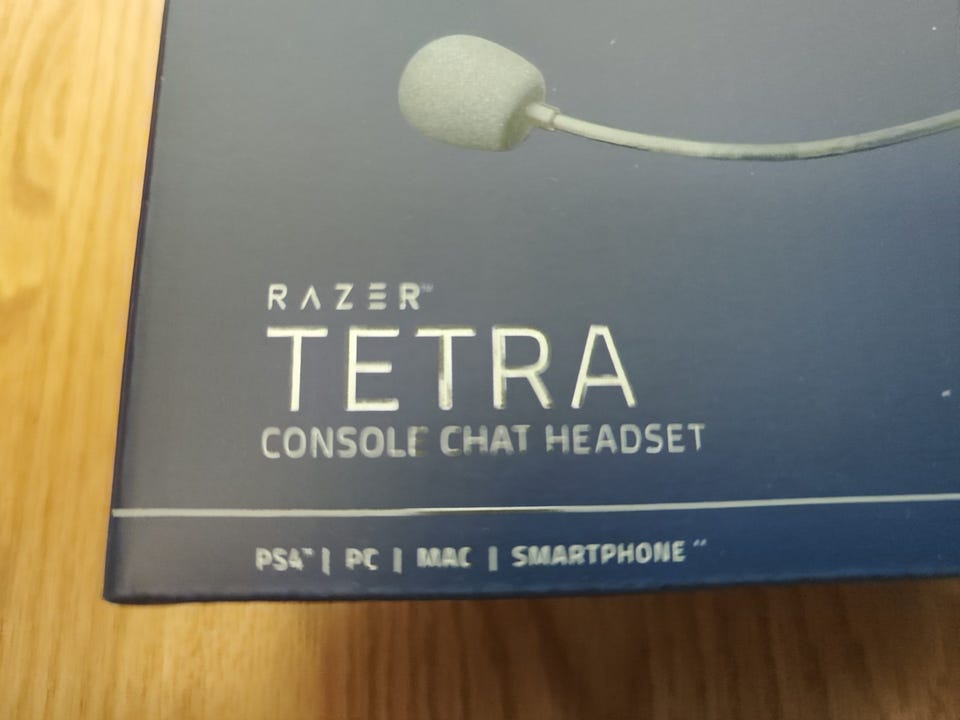 RAZER™
TETRA
CONSOLE CHAT HEADSET
PS4™ | PC | MAC | SMARTPHONE